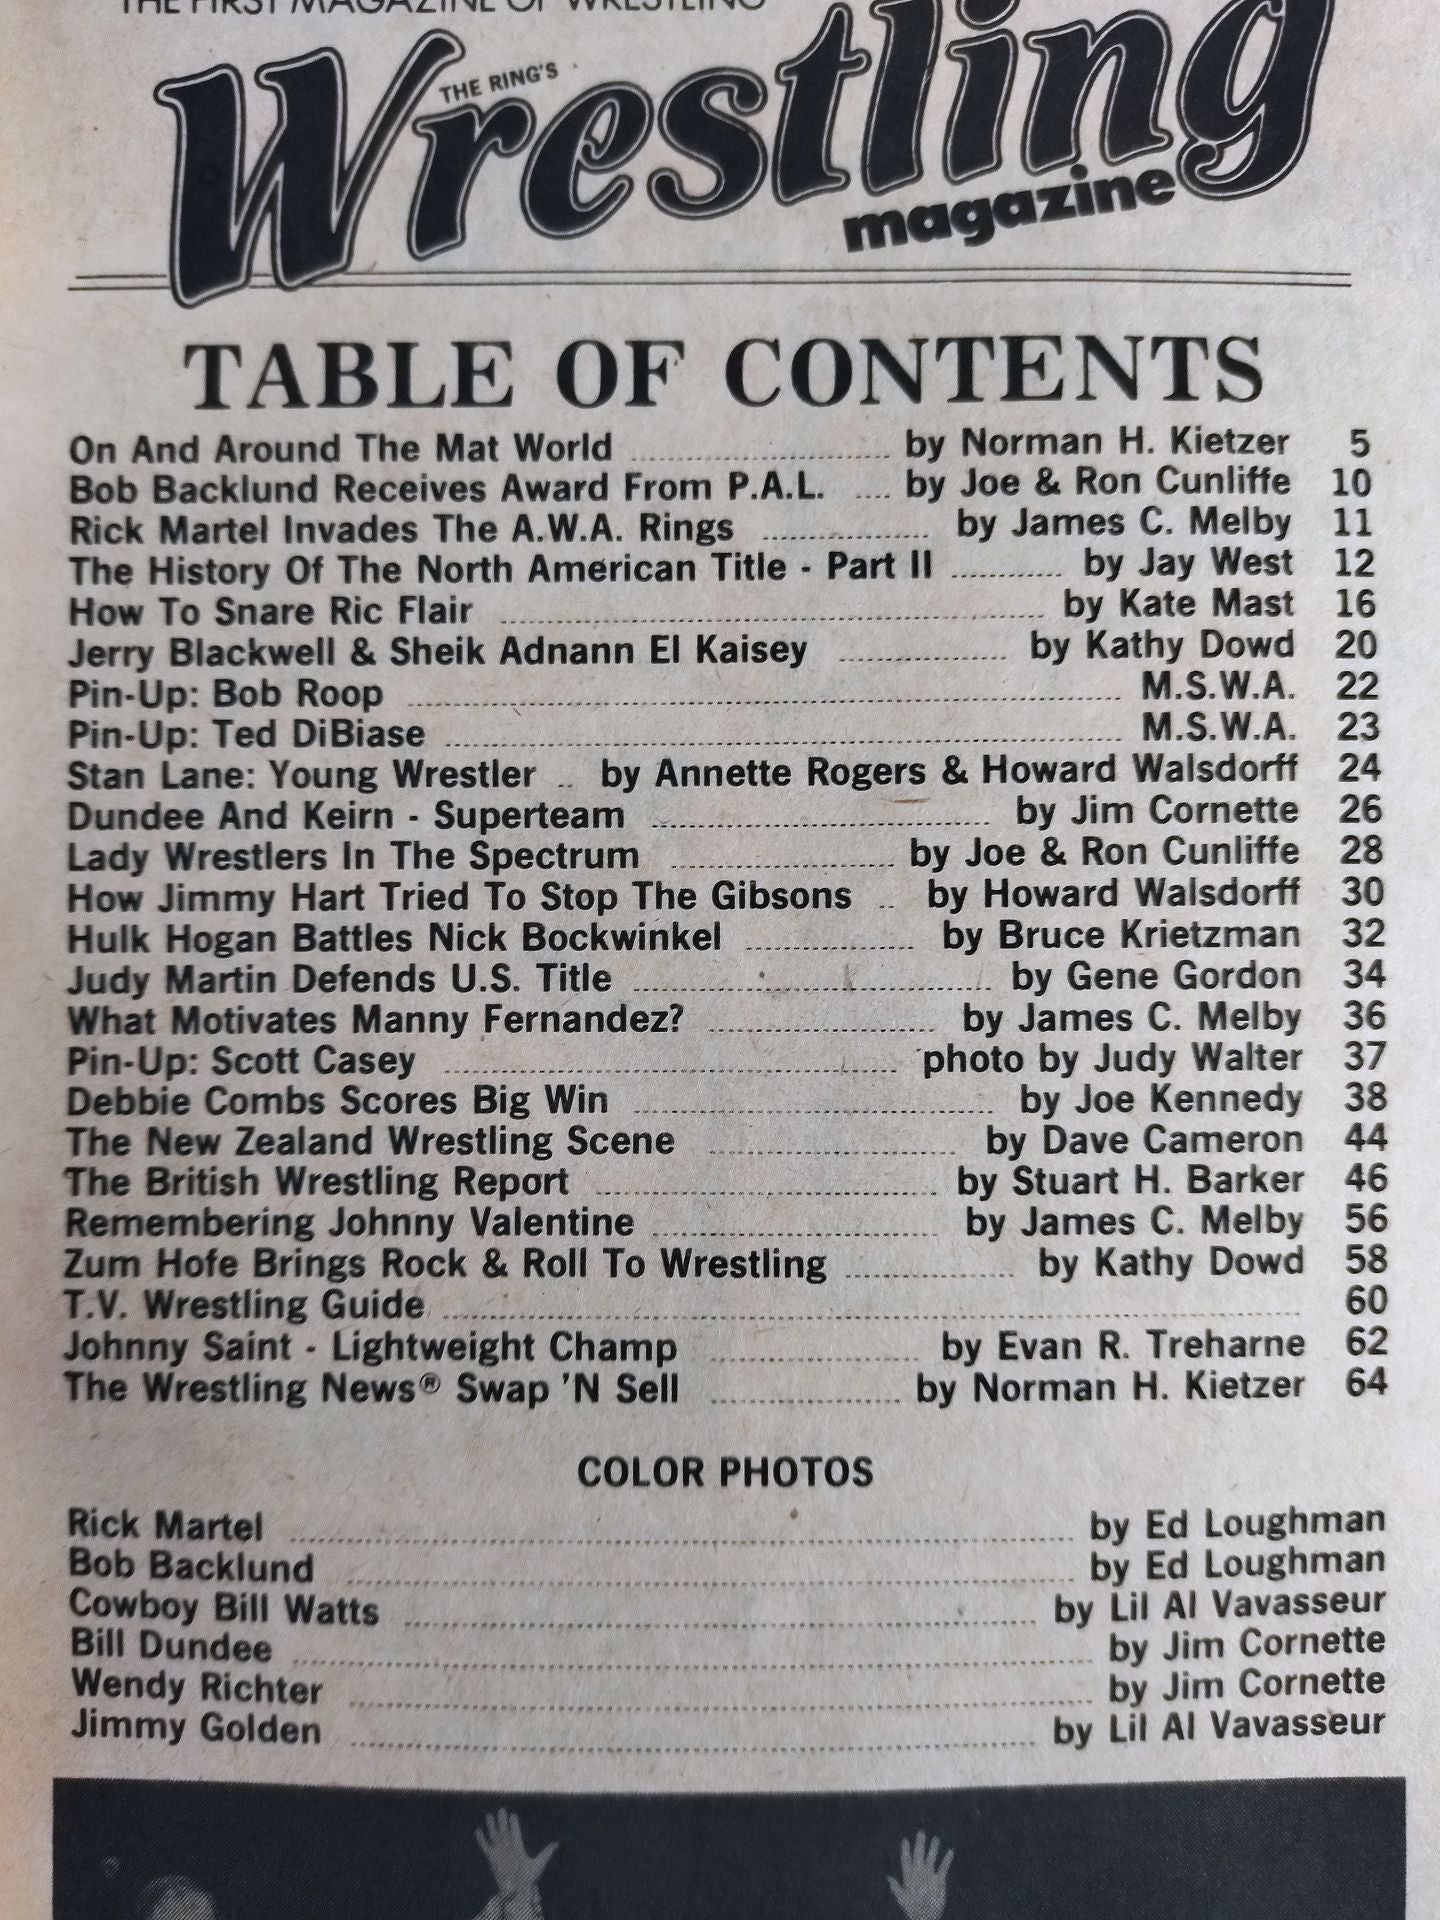 THE FIRST MAGAZINE OF WRESTLING
THE RING'S
Wrestling
magazine
TABLE OF CONTENTS
On And Around The Mat World .......... by Norman H. Kietzer 5
Bob Backlund Receives Award From P.A.L. .... by Joe & Ron Cunliffe 10
Rick Martel Invades The A.W.A. Rings .......... by James C. Melby 11
The History Of The North American Title - Part II .......... by Jay West 12
How To Snare Ric Flair .......... by Kate Mast 16
Jerry Blackwell & Sheik Adnann El Kaisey .......... by Kathy Dowd 20
Pin-Up: Bob Roop .......... M.S.W.A. 22
Pin-Up: Ted DiBiase .......... M.S.W.A. 23
Stan Lane: Young Wrestler .. by Annette Rogers & Howard Walsdorff 24
Dundee And Keirn - Superteam .......... by Jim Cornette 26
Lady Wrestlers In The Spectrum .......... by Joe & Ron Cunliffe 28
How Jimmy Hart Tried To Stop The Gibsons .. by Howard Walsdorff 30
Hulk Hogan Battles Nick Bockwinkel .......... by Bruce Krietzman 32
Judy Martin Defends U.S. Title .......... by Gene Gordon 34
What Motivates Manny Fernandez? .......... by James C. Melby 36
Pin-Up: Scott Casey .......... photo by Judy Walter 37
Debbie Combs Scores Big Win .......... by Joe Kennedy 38
The New Zealand Wrestling Scene .......... by Dave Cameron 44
The British Wrestling Report .......... by Stuart H. Barker 46
Remembering Johnny Valentine .......... by James C. Melby 56
Zum Hofe Brings Rock & Roll To Wrestling .......... by Kathy Dowd 58
T.V. Wrestling Guide .......... 60
Johnny Saint - Lightweight Champ .......... by Evan R. Treharne 62
The Wrestling News® Swap 'N Sell .......... by Norman H. Kietzer 64
COLOR PHOTOS
Rick Martel .......... by Ed Loughman
Bob Backlund .......... by Ed Loughman
Cowboy Bill Watts .......... by Lil Al Vavasseur
Bill Dundee .......... by Jim Cornette
Wendy Richter .......... by Jim Cornette
Jimmy Golden .......... by Lil Al Vavasseur